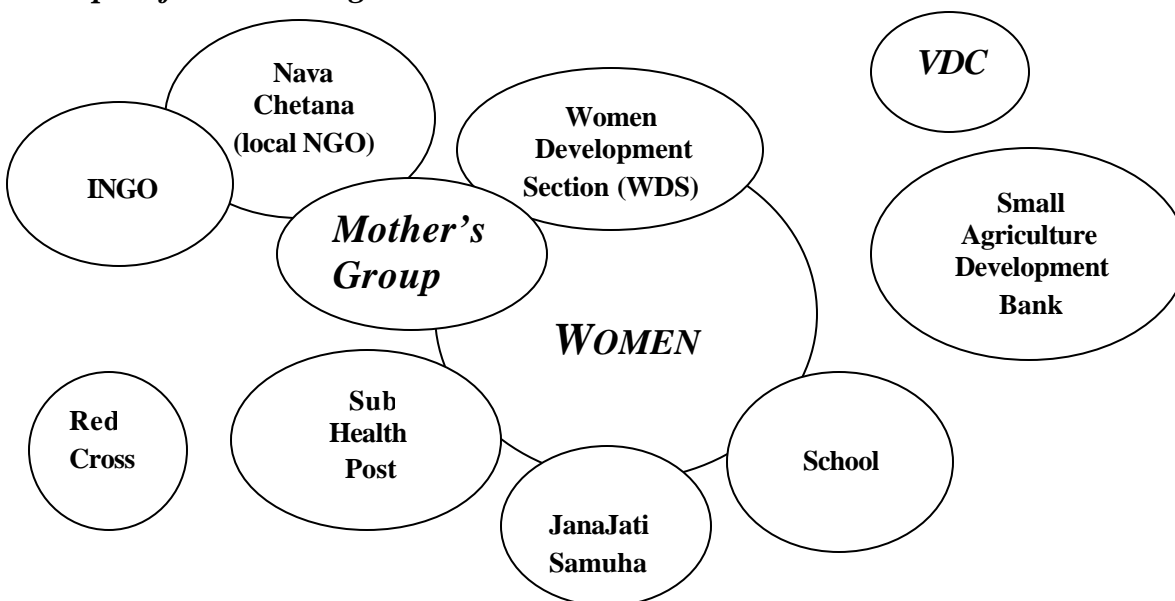 VDC
Nava
Chetana
(local NGO)
Women
Development
Section (WDS)
INGO
Small
Agriculture
Development
Bank
Mother’s
Group
WOMEN
Red
Cross
Sub
Health
Post
School
JanaJati
Samuha